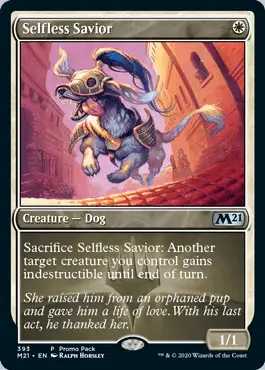 Selfless Savior
Creature — Dog
M21
Sacrifice Selfless Savior: Another
target creature you control gains
indestructible until end of turn.
She raised him from an orphaned pup
and gave him a life of love. With his last
act, he thanked her.
1/1
393 P Promo Pack
M21 • EN RALPH HORSLEY
™ & © 2020 Wizards of the Coast